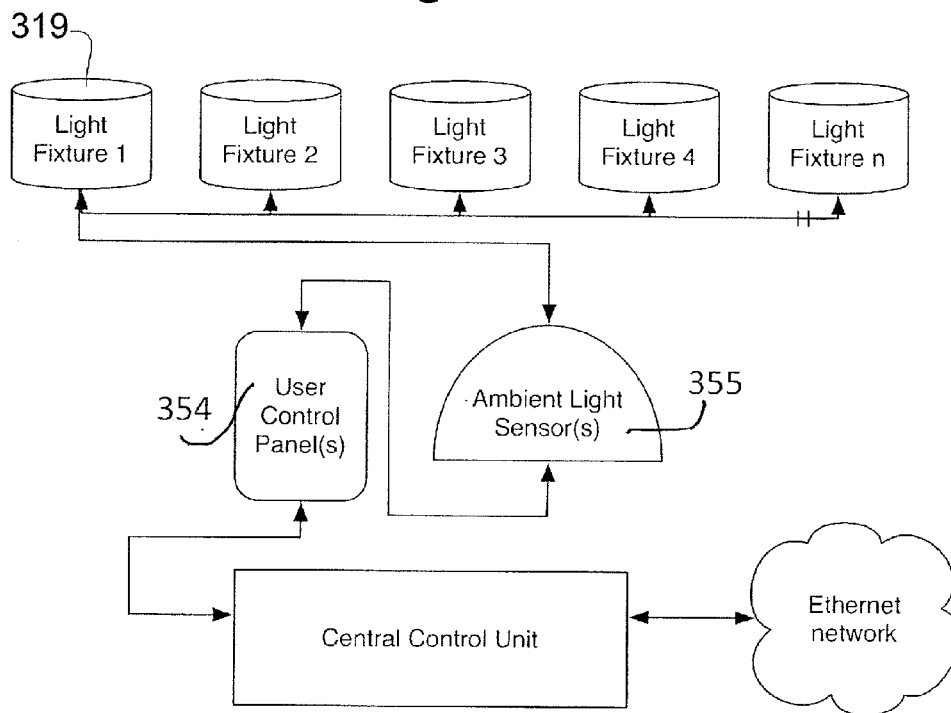 319
Light
Fixture 1
Light
Fixture 2
Light
Fixture 3
Light
Fixture 4
Light
Fixture n
354
User
Control
Panel(s)
Ambient Light
Sensor(s)
355
Central Control Unit
Ethernet
network